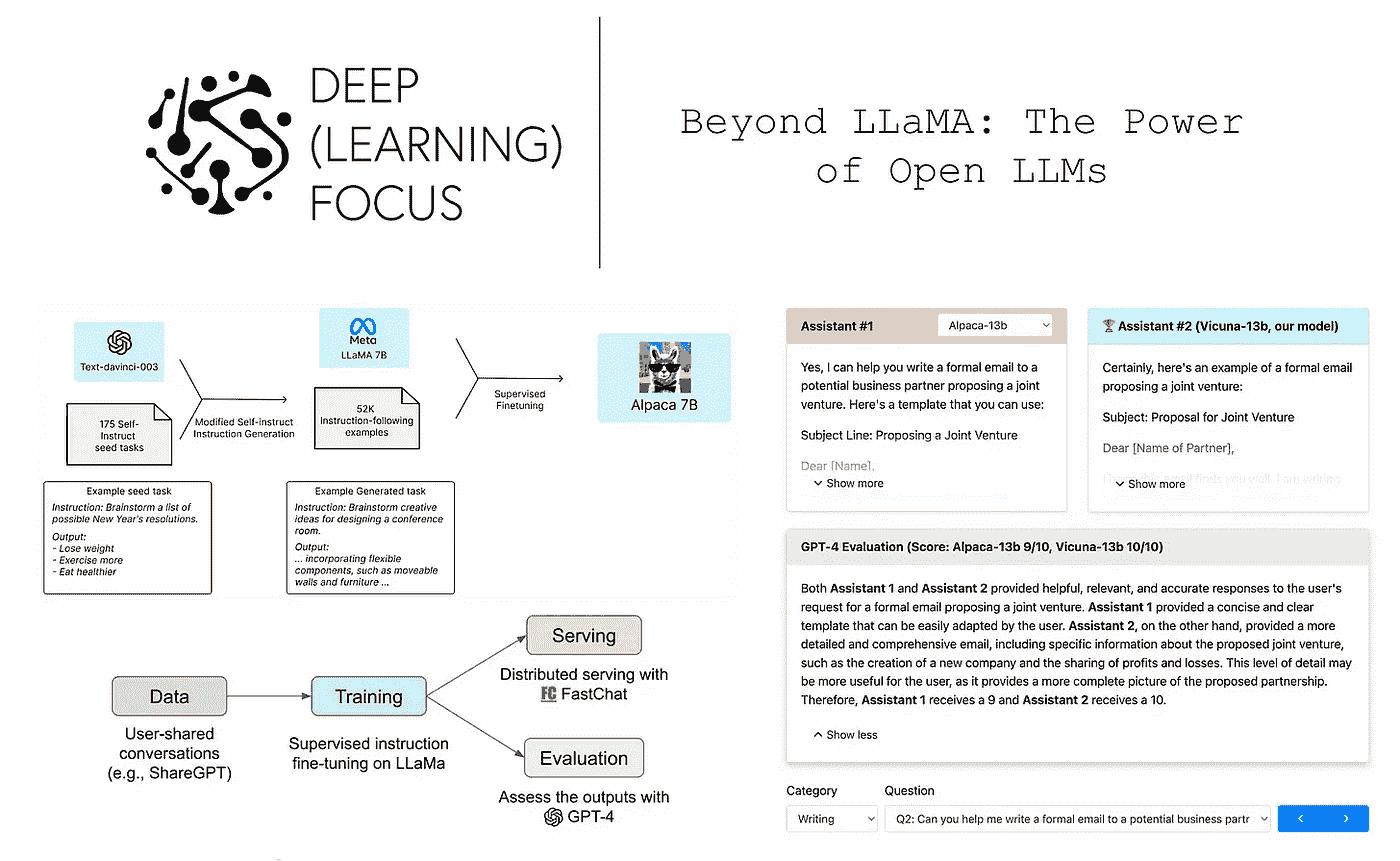 DEEP
(LEARNING)
FOCUS
Beyond LLaMA: The Power
of Open LLMs
Text-davinci-003
175 Self-
Instruct
seed tasks
Modified Self-instruct
Instruction Generation
Meta
LLaMA 7B
52K
Instruction-following
examples
Supervised
Finetuning
Alpaca 7B
Example seed task
Instruction: Brainstorm a list of
possible New Year's resolutions.
Output:
- Lose weight
- Exercise more
- Eat healthier
Example Generated task
Instruction: Brainstorm creative
ideas for designing a conference
room.
Output:
... incorporating flexible
components, such as moveable
walls and furniture ...
Data
User-shared
conversations
(e.g., ShareGPT)
Training
Supervised instruction
fine-tuning on LLaMa
Serving
Distributed serving with
FC FastChat
Evaluation
Assess the outputs with
GPT-4
Assistant #1
Alpaca-13b
Yes, I can help you write a formal email to a
potential business partner proposing a joint
venture. Here's a template that you can use:
Subject Line: Proposing a Joint Venture
Dear [Name],
Show more
🏆 Assistant #2 (Vicuna-13b, our model)
Certainly, here's an example of a formal email
proposing a joint venture:
Subject: Proposal for Joint Venture
Dear [Name of Partner],
Show more
GPT-4 Evaluation (Score: Alpaca-13b 9/10, Vicuna-13b 10/10)
Both Assistant 1 and Assistant 2 provided helpful, relevant, and accurate responses to the user's
request for a formal email proposing a joint venture. Assistant 1 provided a concise and clear
template that can be easily adapted by the user. Assistant 2, on the other hand, provided a more
detailed and comprehensive email, including specific information about the proposed joint venture,
such as the creation of a new company and the sharing of profits and losses. This level of detail may
be more useful for the user, as it provides a more complete picture of the proposed partnership.
Therefore, Assistant 1 receives a 9 and Assistant 2 receives a 10.
Show less
Category
Question
Writing
Q2: Can you help me write a formal email to a potential business partr